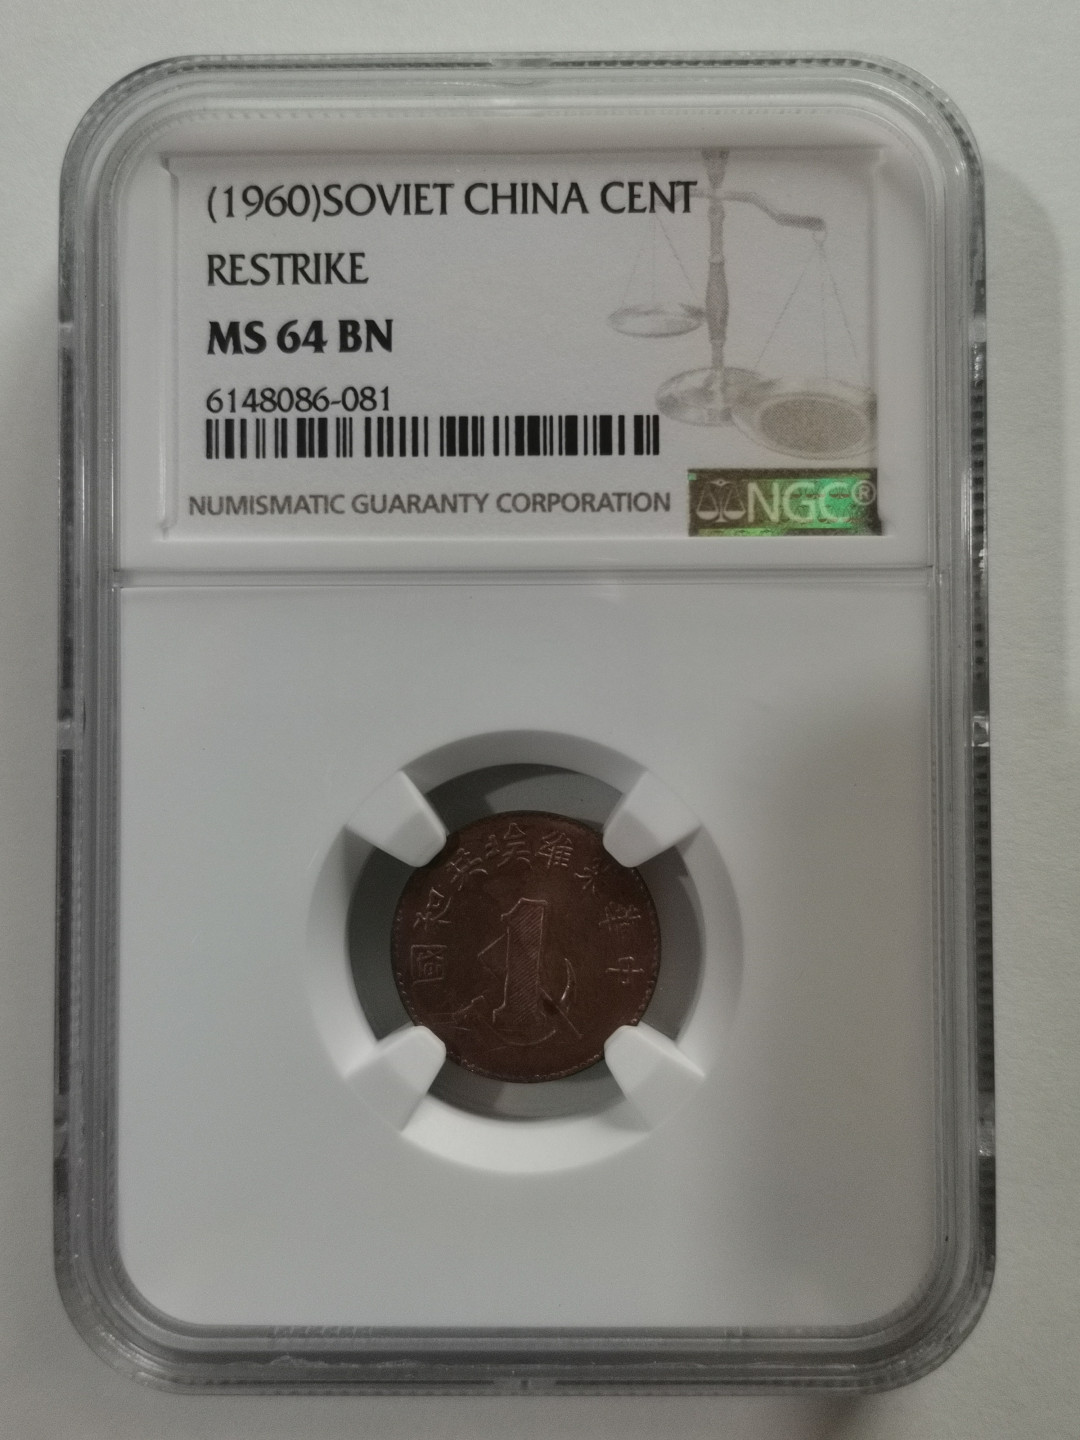 (1960)SOVIET CHINA CENT
RESTRIKE
MS 64 BN
6148086-081
NUMISMATIC GUARANTY CORPORATION
NGC®
國和共埃維蘇華中
1